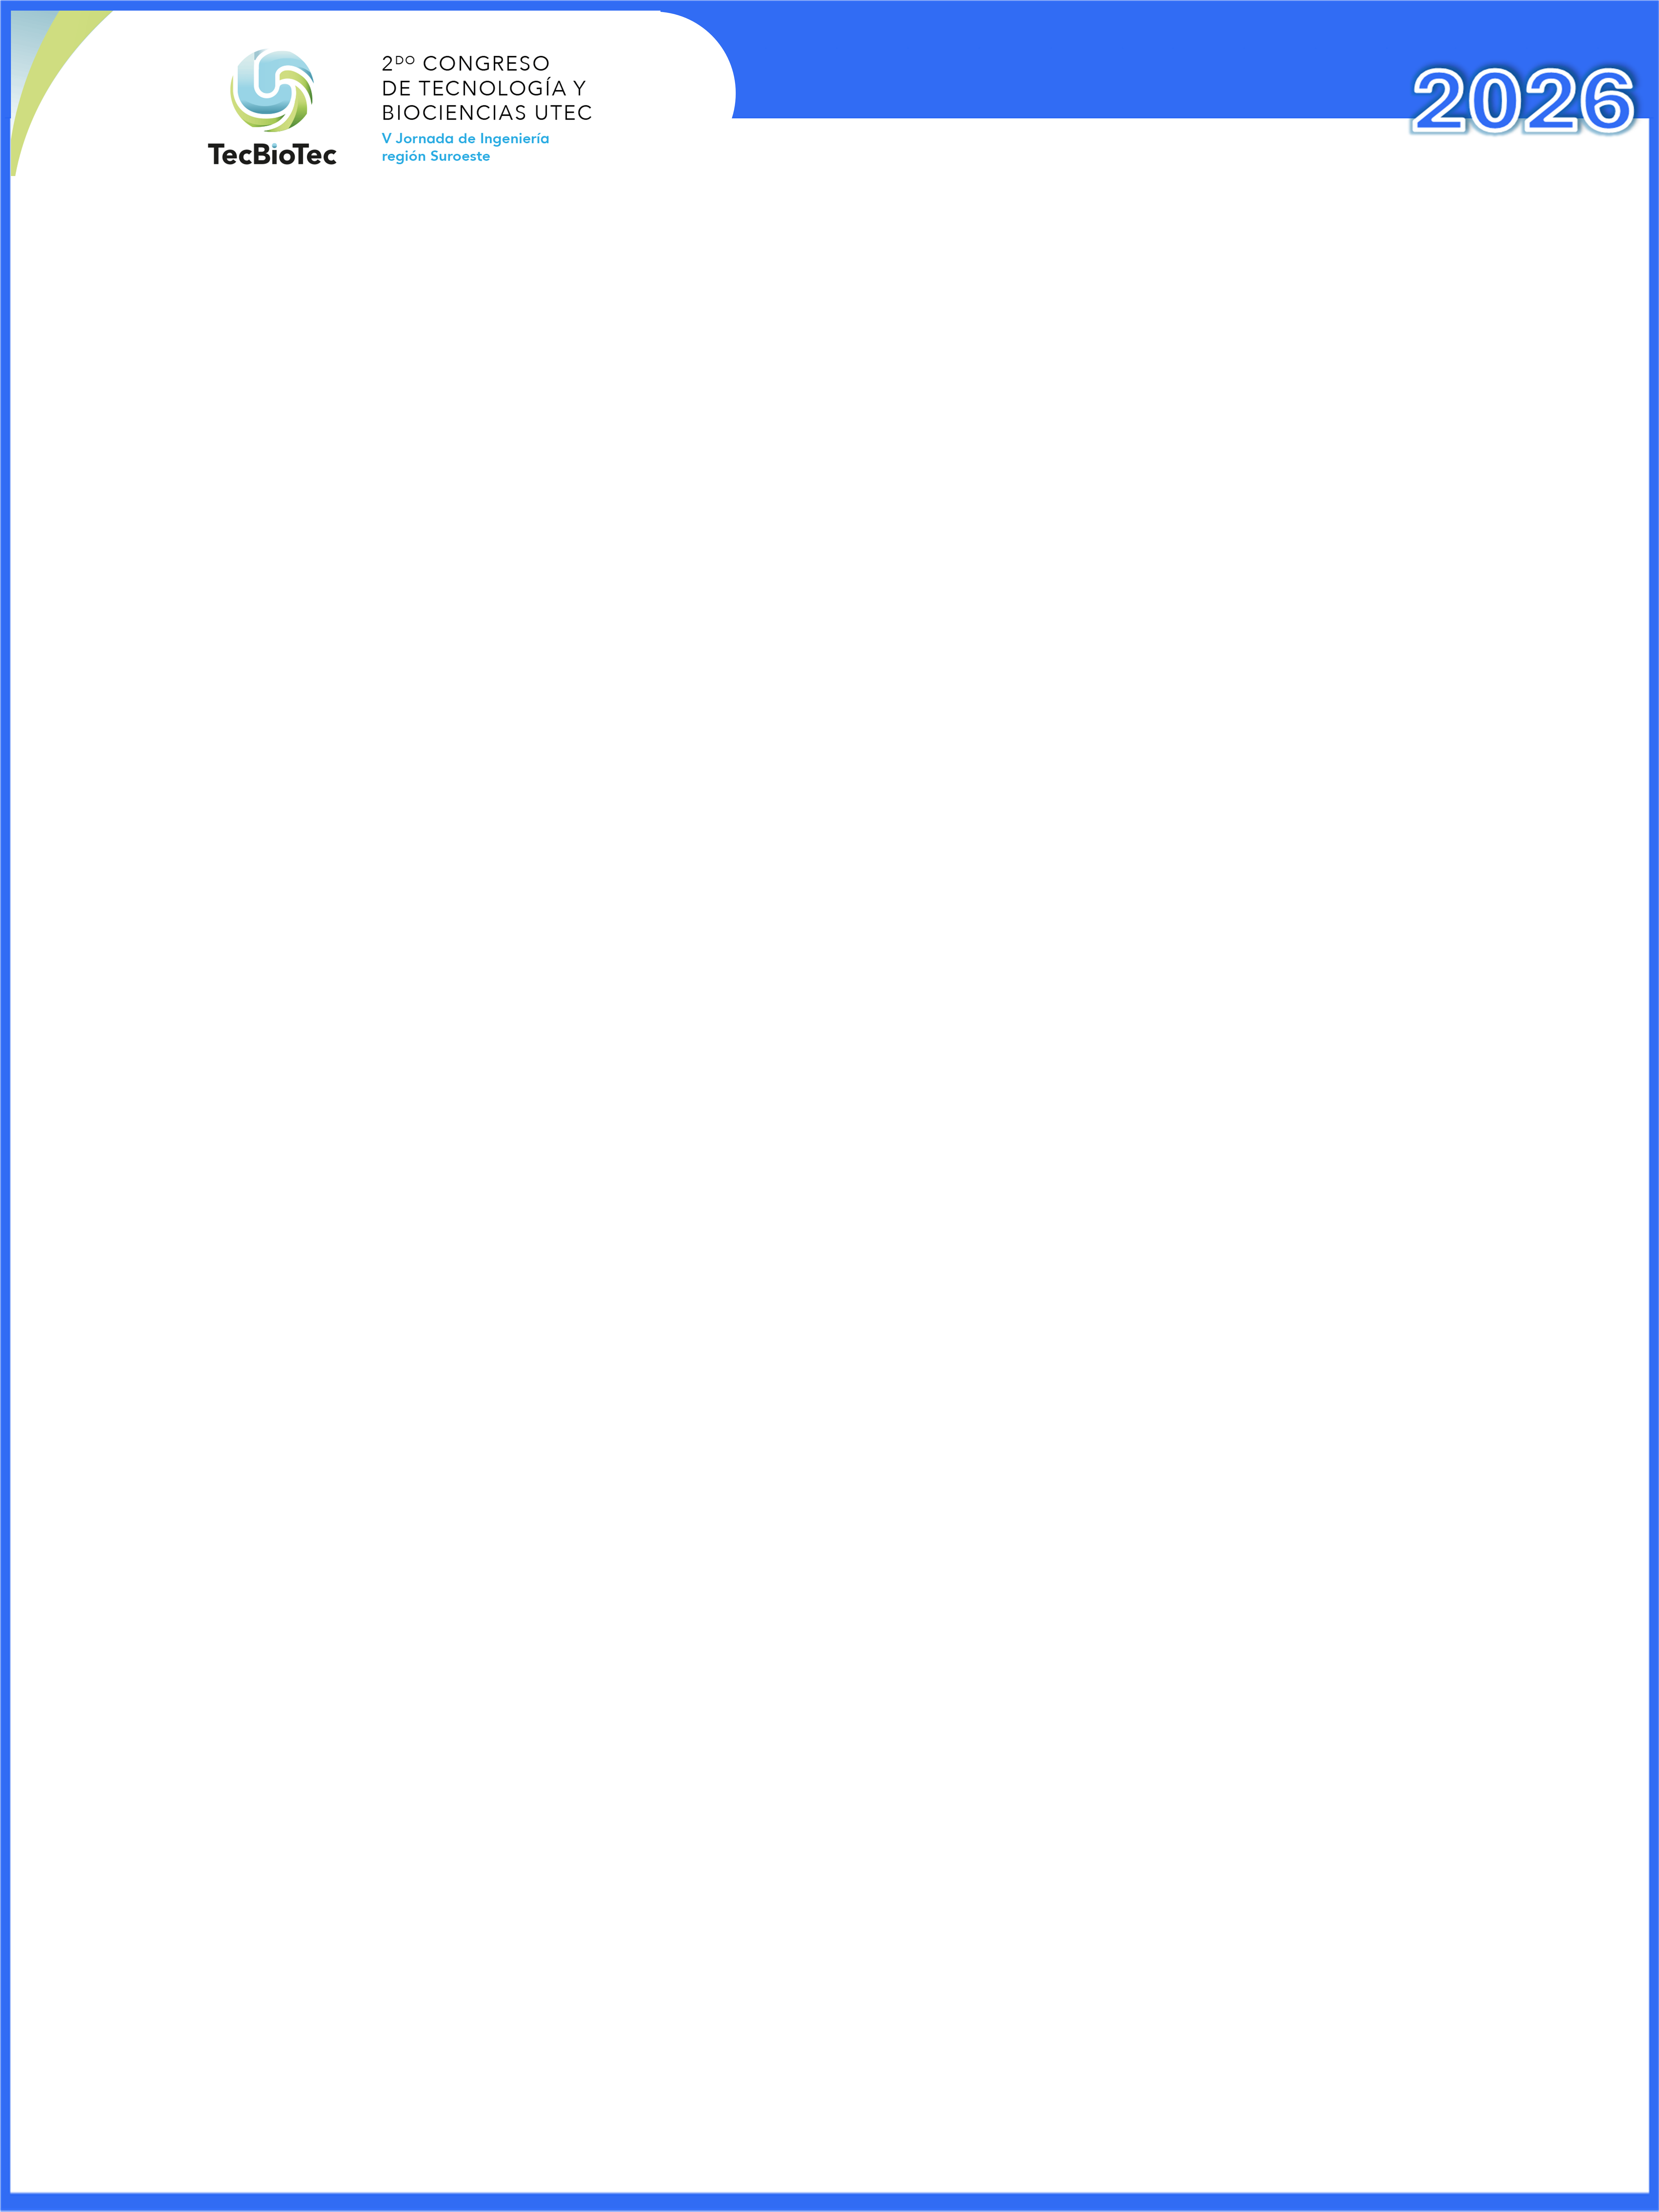 2DO CONGRESO
DE TECNOLOGÍA Y
BIOCIENCIAS UTEC
V Jornada de Ingeniería
región Suroeste
TecBioTec
2026